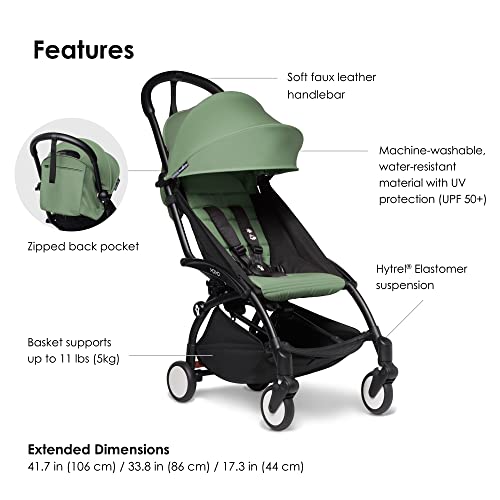 Features
Soft faux leather
handlebar
Machine-washable,
water-resistant
material with UV
protection (UPF 50+)
Zipped back pocket
Hytrel® Elastomer
suspension
YOYO
Basket supports
up to 11 lbs (5kg)
Extended Dimensions
41.7 in (106 cm) / 33.8 in (86 cm) / 17.3 in (44 cm)